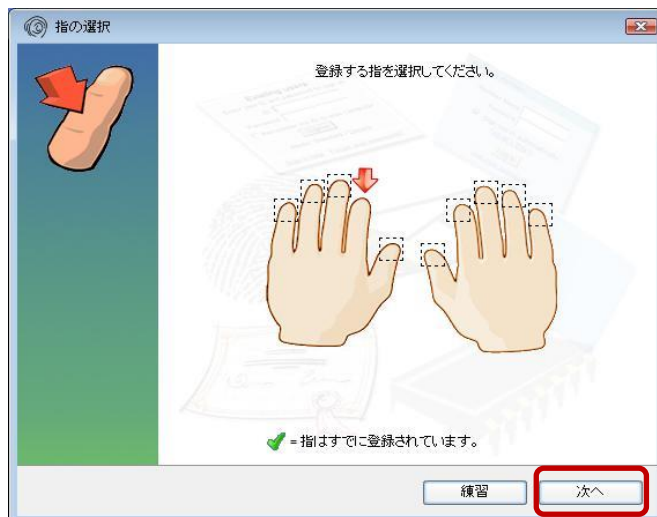 指の選択
登録する指を選択してください。
=指はすでに登録されています。
練習
次へ